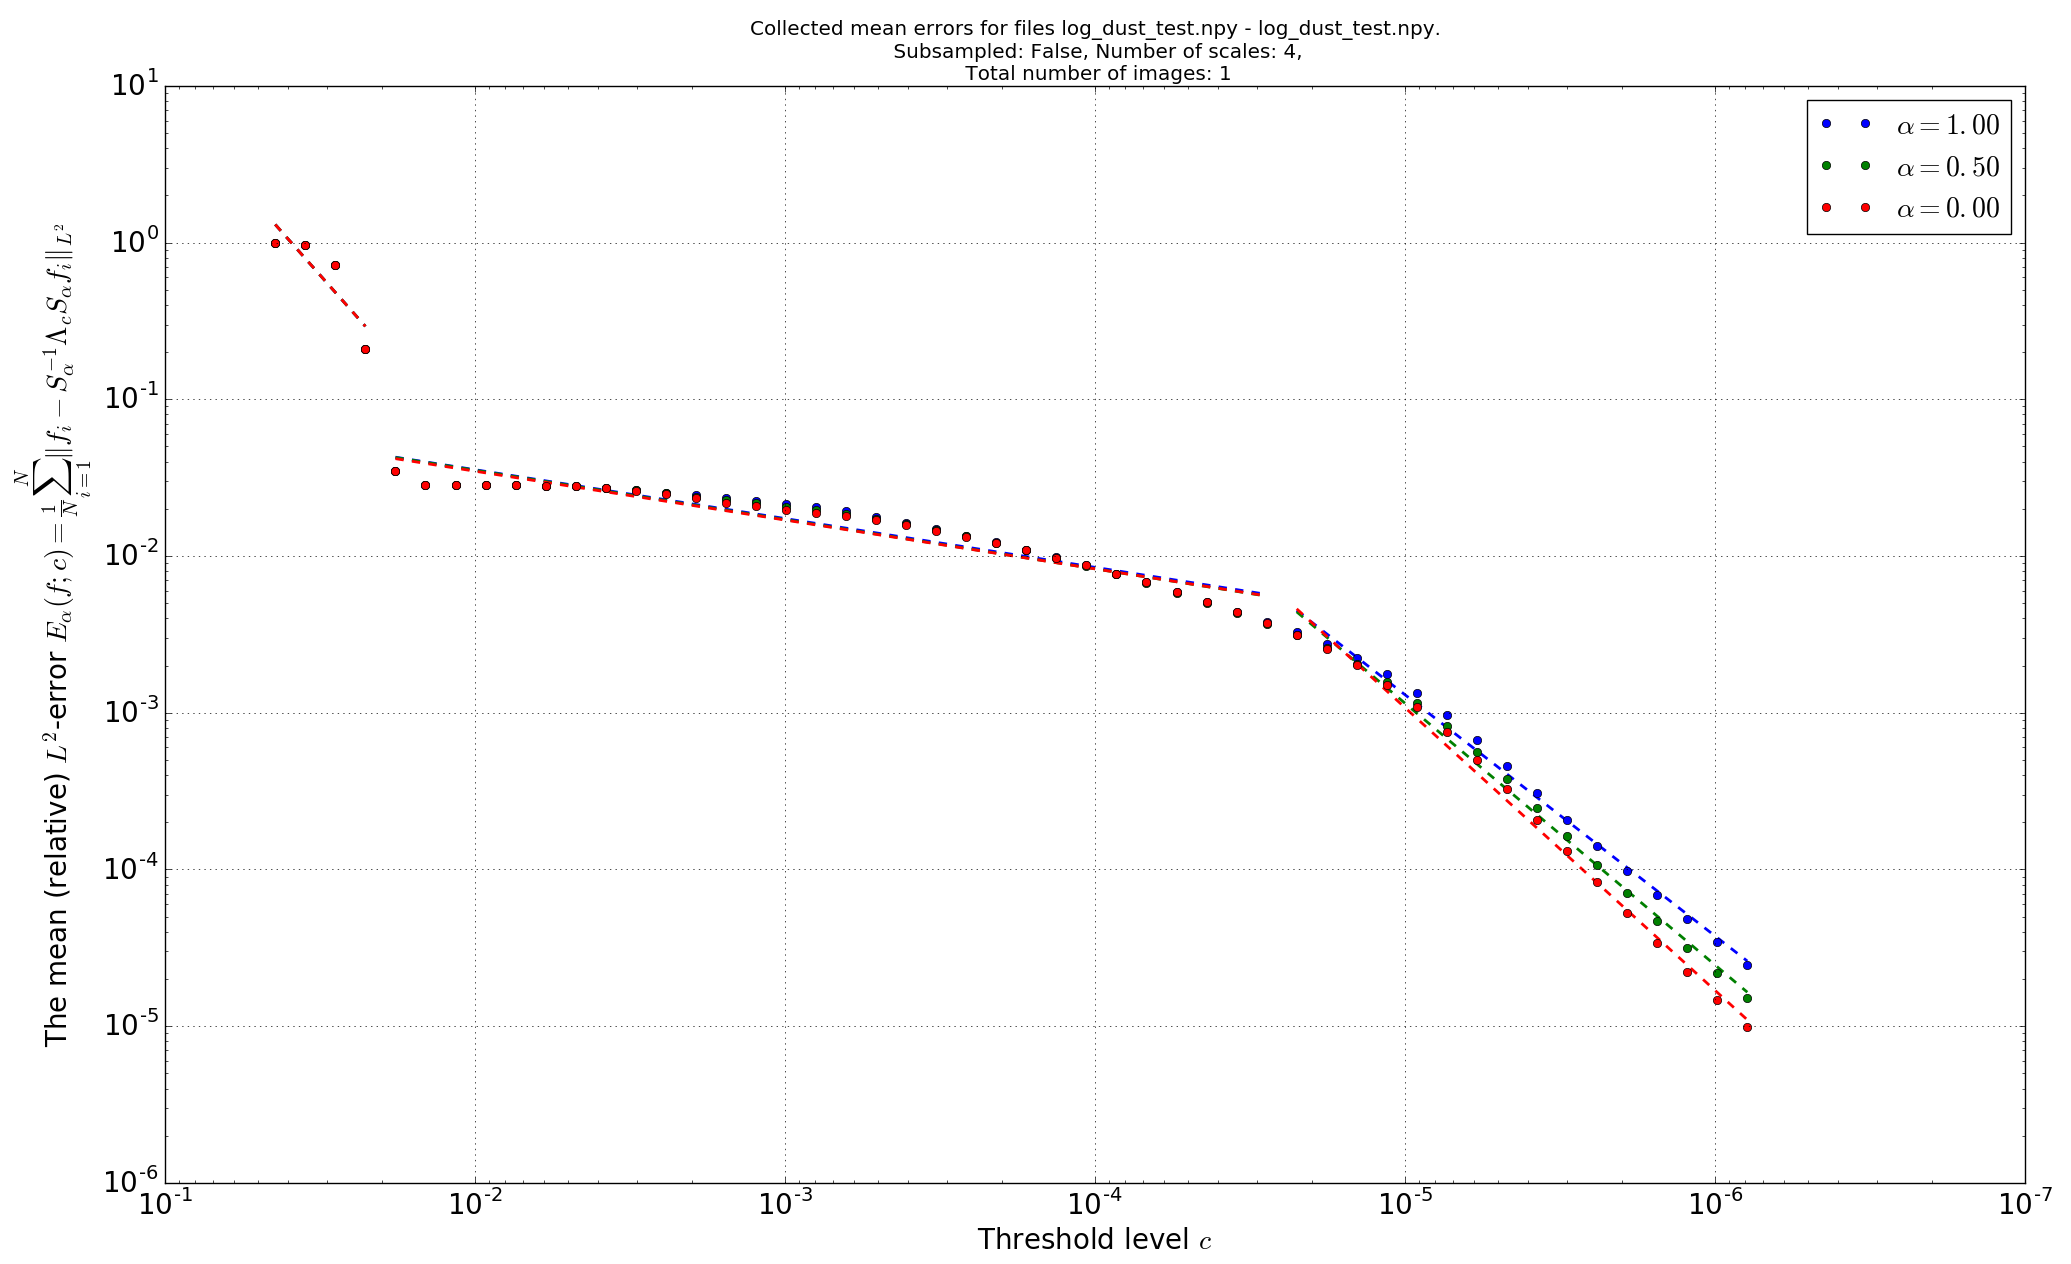 Collected mean errors for files log_dust_test.npy - log_dust_test.npy.
Subsampled: False, Number of scales: 4,
Total number of images: 1
10^1
10^0
10^-1
10^-2
10^-3
10^-4
10^-5
10^-6
The mean (relative) L^2-error E_α(f; c) = 1/N ∑_{i=1}^{N} ‖f_i − S_α^{−1} Λ_c S_α f_i‖_{L^2}
α = 1.00
α = 0.50
α = 0.00
10^-1 10^-2 10^-3 10^-4 10^-5 10^-6 10^-7
Threshold level c